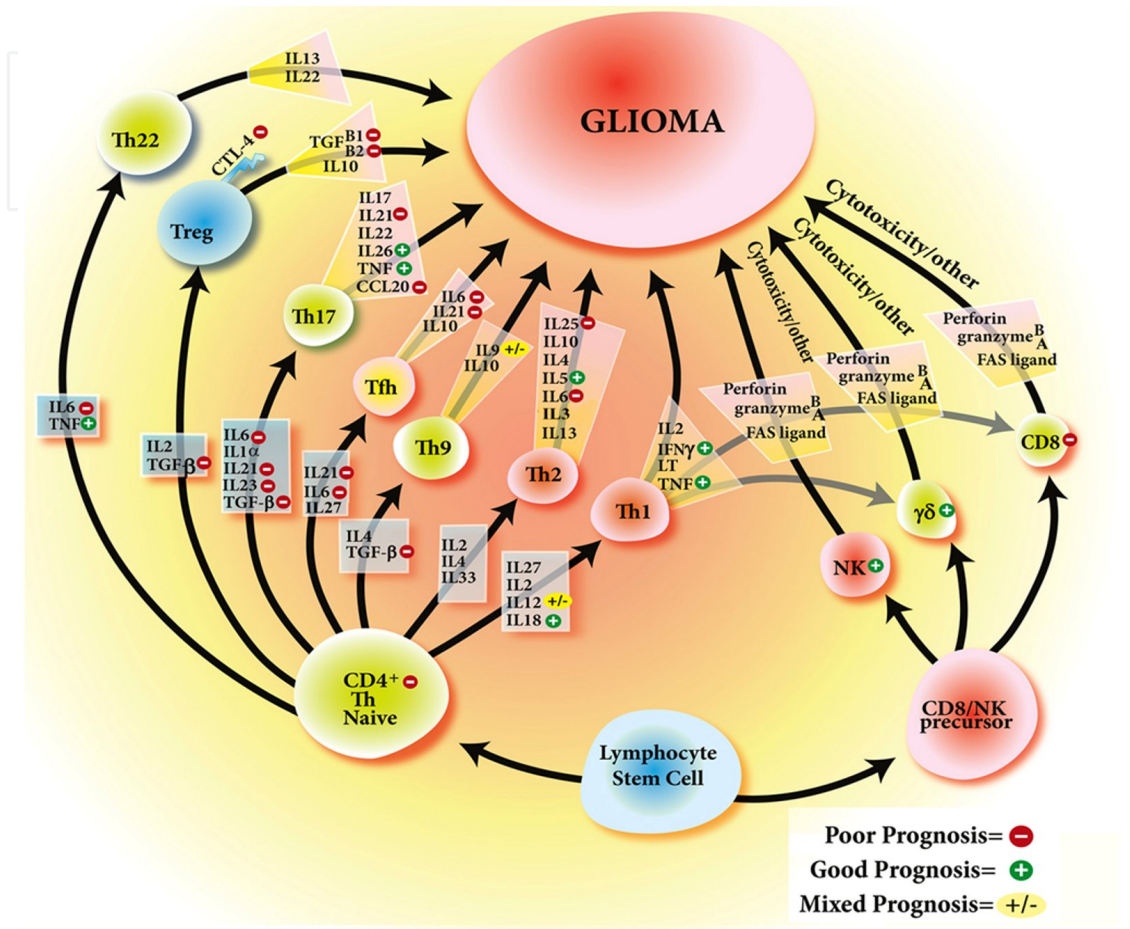 GLIOMA
IL13
IL22
Th22
CTL-4 -
TGF B1 -
B2 -
IL10
Treg
IL17
IL21 -
IL22
IL26 +
TNF +
CCL20 -
Th17
IL6 -
IL21 -
IL10
Tfh
IL9 +/-
IL10
Th9
IL25 -
IL10
IL4
IL5 +
IL6 -
IL3
IL13
Th2
IL2
IFNγ +
LT
TNF +
Th1
Cytotoxicity/other
Cytotoxicity/other
Cytotoxicity/other
Perforin
granzyme B
A
FAS ligand
Perforin
granzyme B
A
FAS ligand
Perforin
granzyme B
A
FAS ligand
CD8 -
γδ +
NK +
IL6 -
TNF +
IL2
TGF-β -
IL6 -
IL1α
IL21 -
IL23 -
TGF-β -
IL21 -
IL6 -
IL27
IL4
TGF-β -
IL2
IL4
IL33
IL27
IL2
IL12 +/-
IL18 +
CD4+ -
Th
Naive
CD8/NK
precursor
Lymphocyte
Stem Cell
Poor Prognosis= -
Good Prognosis= +
Mixed Prognosis= +/-